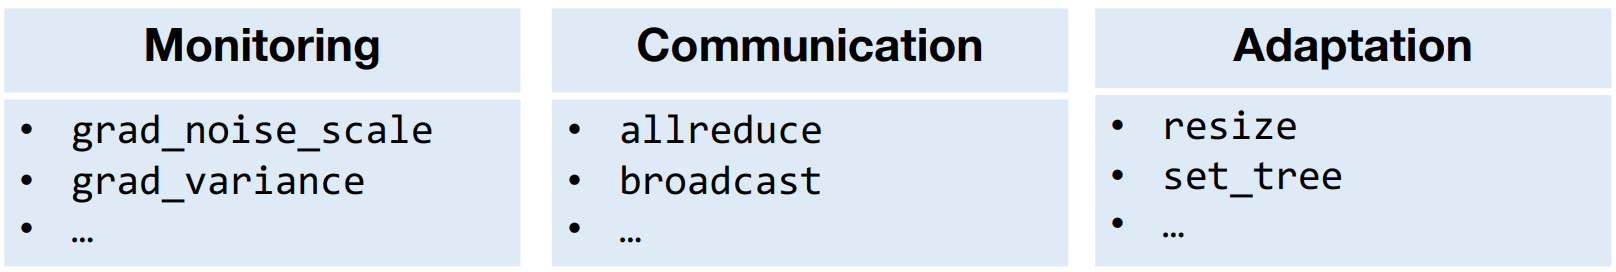 Monitoring
• grad_noise_scale
• grad_variance
• …
Communication
• allreduce
• broadcast
• …
Adaptation
• resize
• set_tree
• …